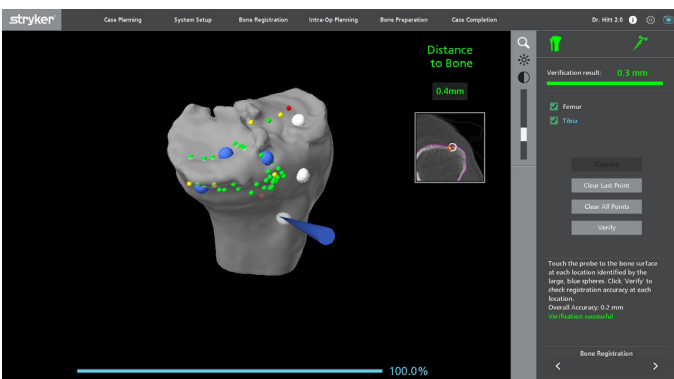 stryker
Case Planning
System Setup
Bone Registration
Intra-Op Planning
Bone Preparation
Case Completion
Dr. Hitt 2.0
Distance
to Bone
0.4mm
Verification result: 0.3 mm
Femur
Tibia
Capture
Clear Last Point
Clear All Points
Verify
Touch the probe to the bone surface
at each location identified by the
large, blue spheres. Click 'Verify' to
check registration accuracy at each
location.
Overall Accuracy: 0.2 mm
Verification successful
Bone Registration
100.0%